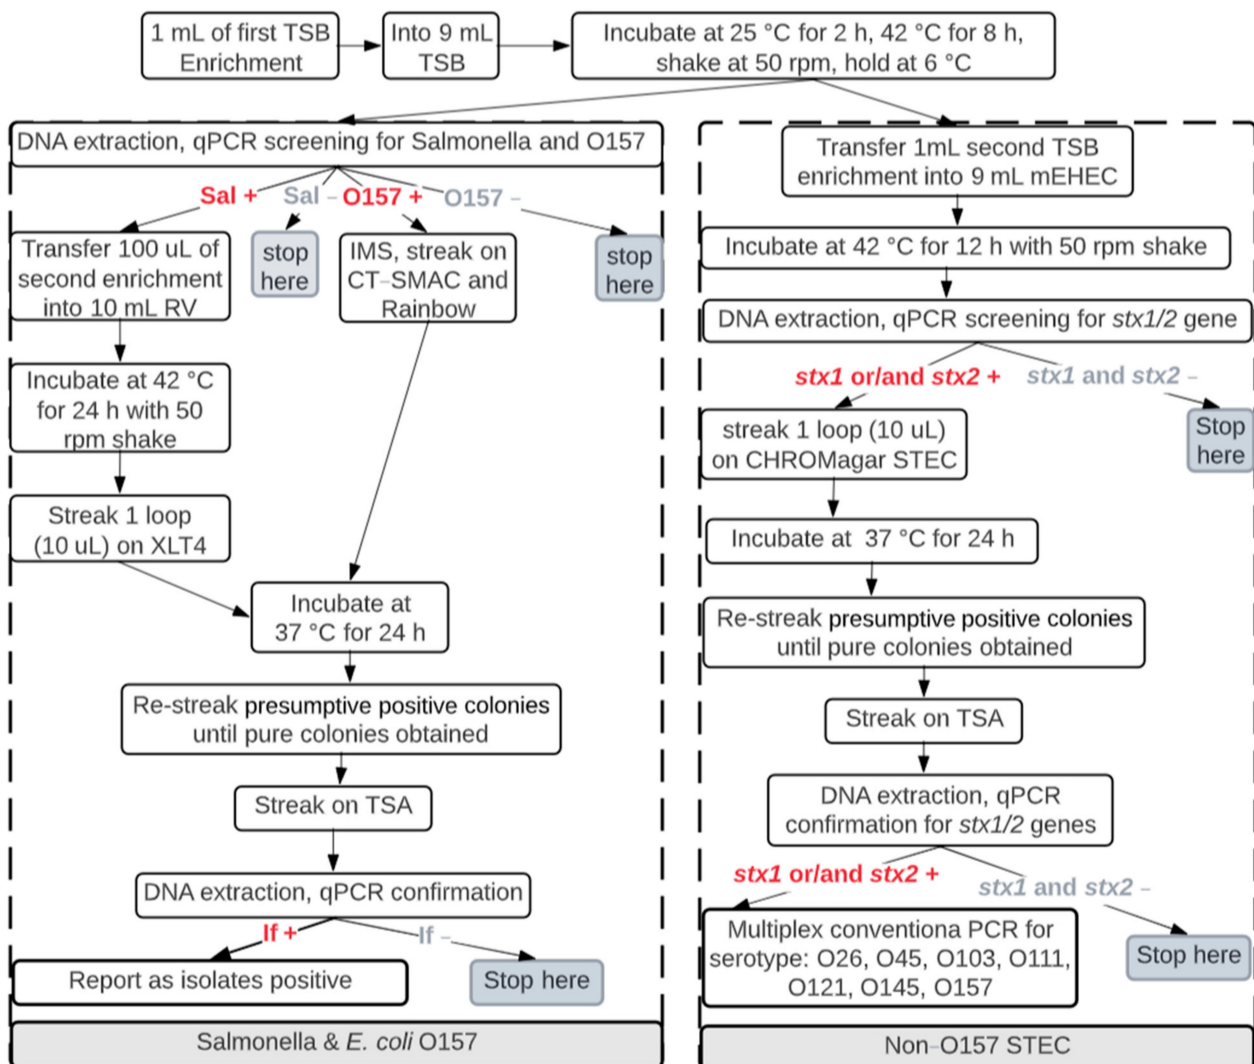 1 mL of first TSB
Enrichment
Into 9 mL
TSB
Incubate at 25 °C for 2 h, 42 °C for 8 h,
shake at 50 rpm, hold at 6 °C
DNA extraction, qPCR screening for Salmonella and O157
Sal +
Sal –
O157 +
O157 –
Transfer 100 uL of
second enrichment
into 10 mL RV
stop
here
IMS, streak on
CT–SMAC and
Rainbow
stop
here
Incubate at 42 °C
for 24 h with 50
rpm shake
Streak 1 loop
(10 uL) on XLT4
Incubate at
37 °C for 24 h
Re-streak presumptive positive colonies
until pure colonies obtained
Streak on TSA
DNA extraction, qPCR confirmation
If +
If –
Report as isolates positive
Stop here
Salmonella & E. coli O157
Transfer 1mL second TSB
enrichment into 9 mL mEHEC
Incubate at 42 °C for 12 h with 50 rpm shake
DNA extraction, qPCR screening for stx1/2 gene
stx1 or/and stx2 +
stx1 and stx2 –
streak 1 loop (10 uL)
on CHROMagar STEC
Stop
here
Incubate at 37 °C for 24 h
Re-streak presumptive positive colonies
until pure colonies obtained
Streak on TSA
DNA extraction, qPCR
confirmation for stx1/2 genes
stx1 or/and stx2 +
stx1 and stx2 –
Multiplex conventiona PCR for
serotype: O26, O45, O103, O111,
O121, O145, O157
Stop here
Non–O157 STEC